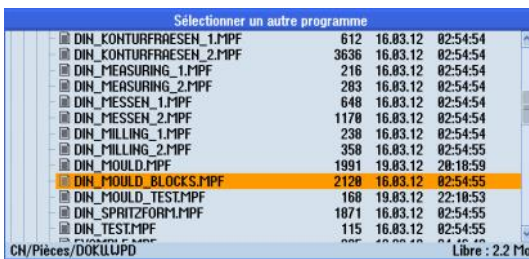 Sélectionner un autre programme
DIN_KONTURFRAESEN_1.MPF 612 16.03.12 02:54:54
DIN_KONTURFRAESEN_2.MPF 3636 16.03.12 02:54:54
DIN_MEASURING_1.MPF 216 16.03.12 02:54:54
DIN_MEASURING_2.MPF 283 16.03.12 02:54:54
DIN_MESSEN_1.MPF 648 16.03.12 02:54:54
DIN_MESSEN_2.MPF 1170 16.03.12 02:54:54
DIN_MILLING_1.MPF 238 16.03.12 02:54:54
DIN_MILLING_2.MPF 358 16.03.12 02:54:55
DIN_MOULD.MPF 1991 19.03.12 20:18:59
DIN_MOULD_BLOCKS.MPF 2120 16.03.12 02:54:55
DIN_MOULD_TEST.MPF 168 19.03.12 22:10:53
DIN_SPRITZFORM.MPF 1071 16.03.12 02:54:55
DIN_TEST.MPF 115 16.03.12 02:54:55
CN/Pièces/DOKU.WPD Libre : 2.2 Mo